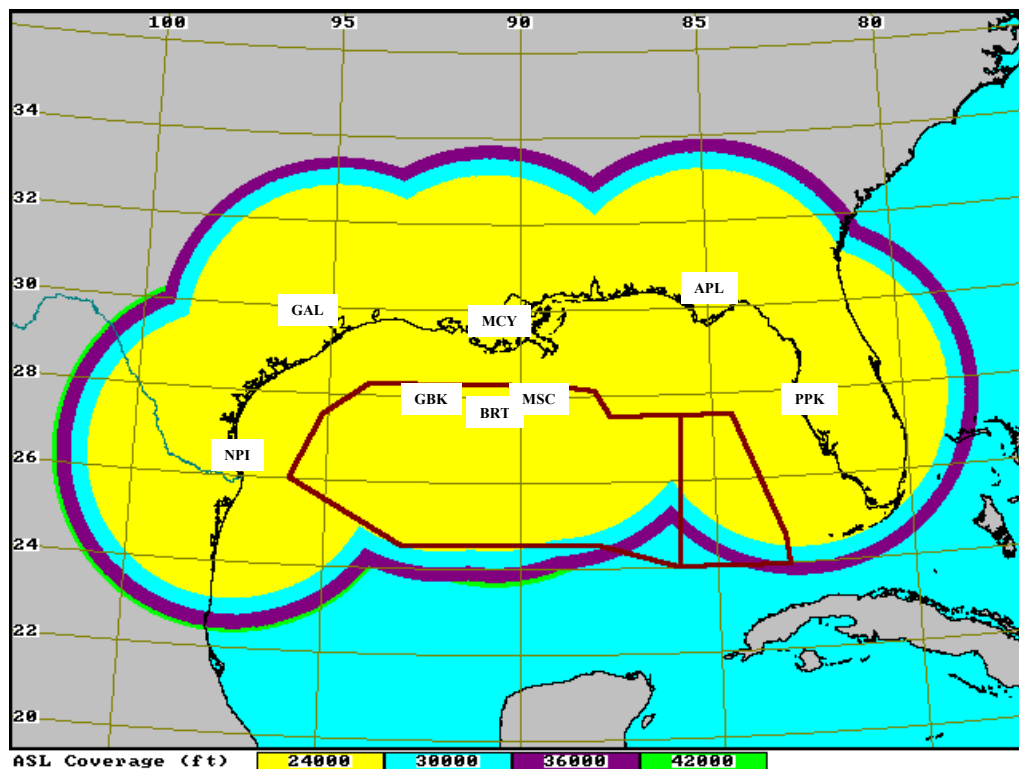 100 95 90 85 80
34
32
30
APL
GAL
MCY
28
GBK MSC PPK
BRT
26
NPI
24
22
20
ASL Coverage (ft) 24000 30000 36000 42000